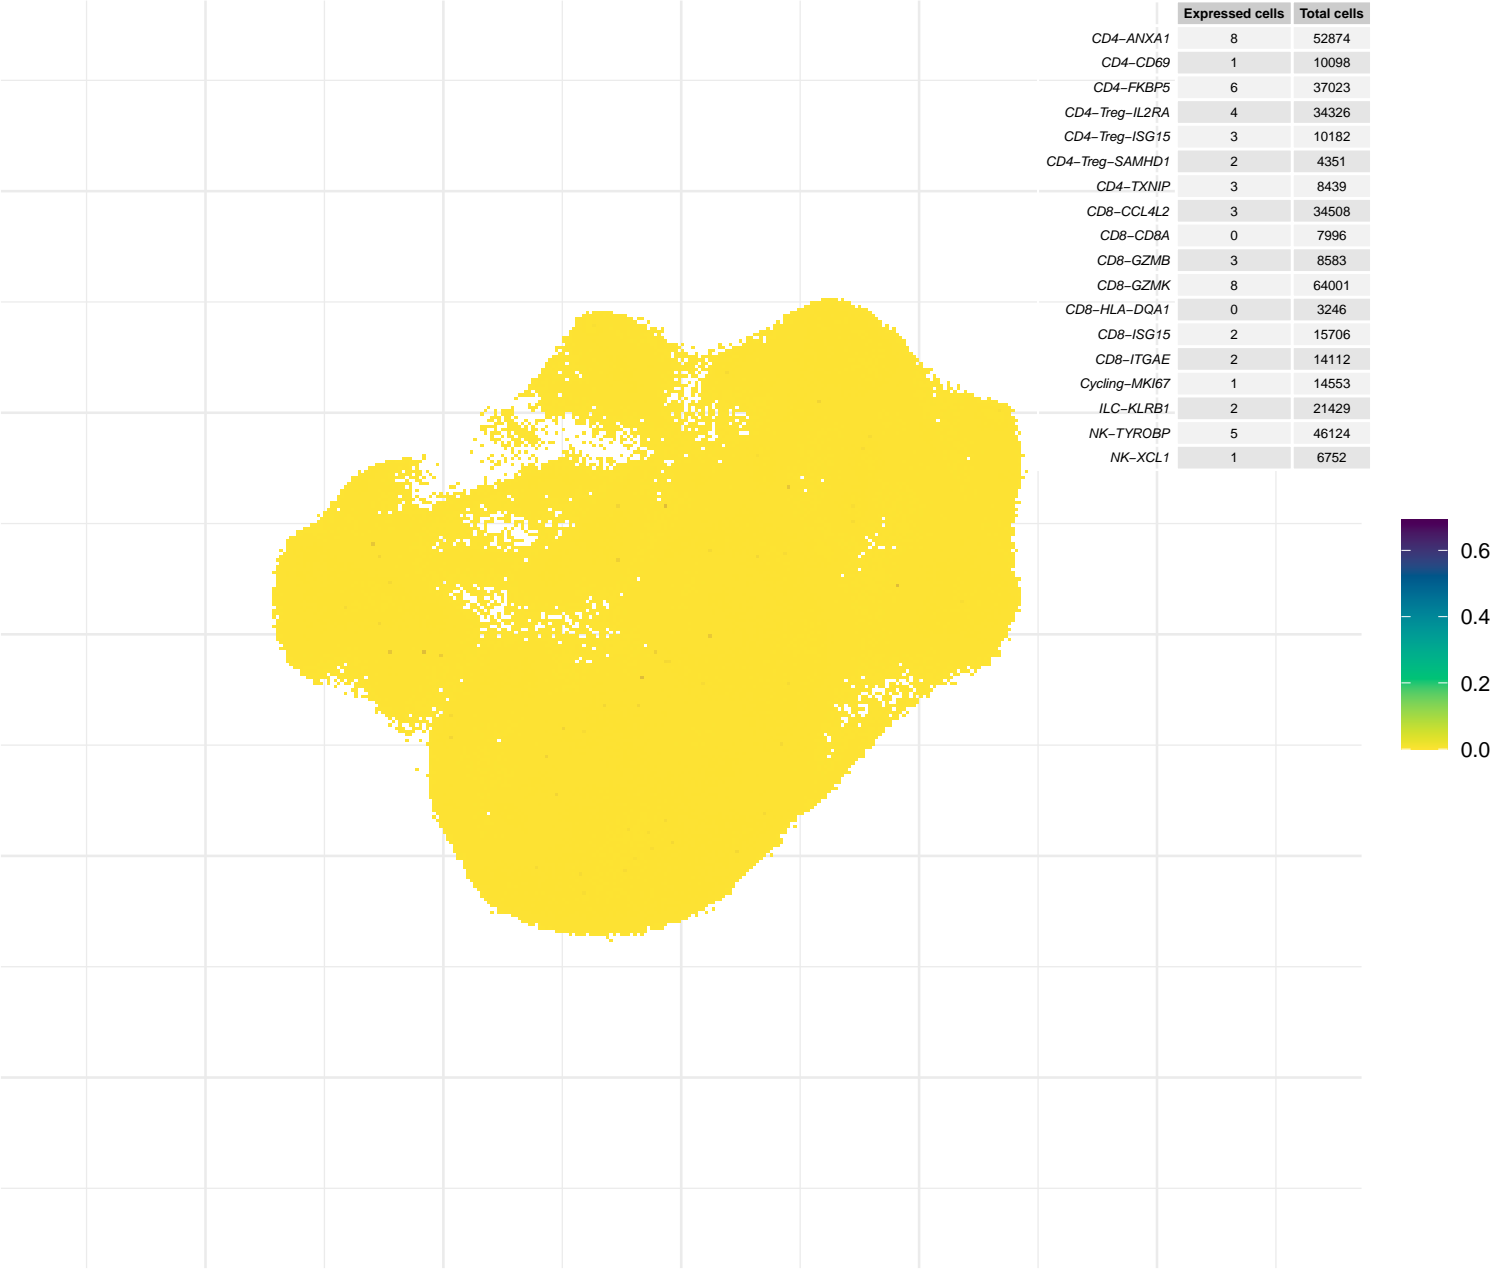 Expressed cells Total cells
CD4−ANXA1 8 52874
CD4−CD69 1 10098
CD4−FKBP5 6 37023
CD4−Treg−IL2RA 4 34326
CD4−Treg−ISG15 3 10182
CD4−Treg−SAMHD1 2 4351
CD4−TXNIP 3 8439
CD8−CCL4L2 3 34508
CD8−CD8A 0 7996
CD8−GZMB 3 8583
CD8−GZMK 8 64001
CD8−HLA−DQA1 0 3246
CD8−ISG15 2 15706
CD8−ITGAE 2 14112
Cycling−MKI67 1 14553
ILC−KLRB1 2 21429
NK−TYROBP 5 46124
NK−XCL1 1 6752
0.6
0.4
0.2
0.0